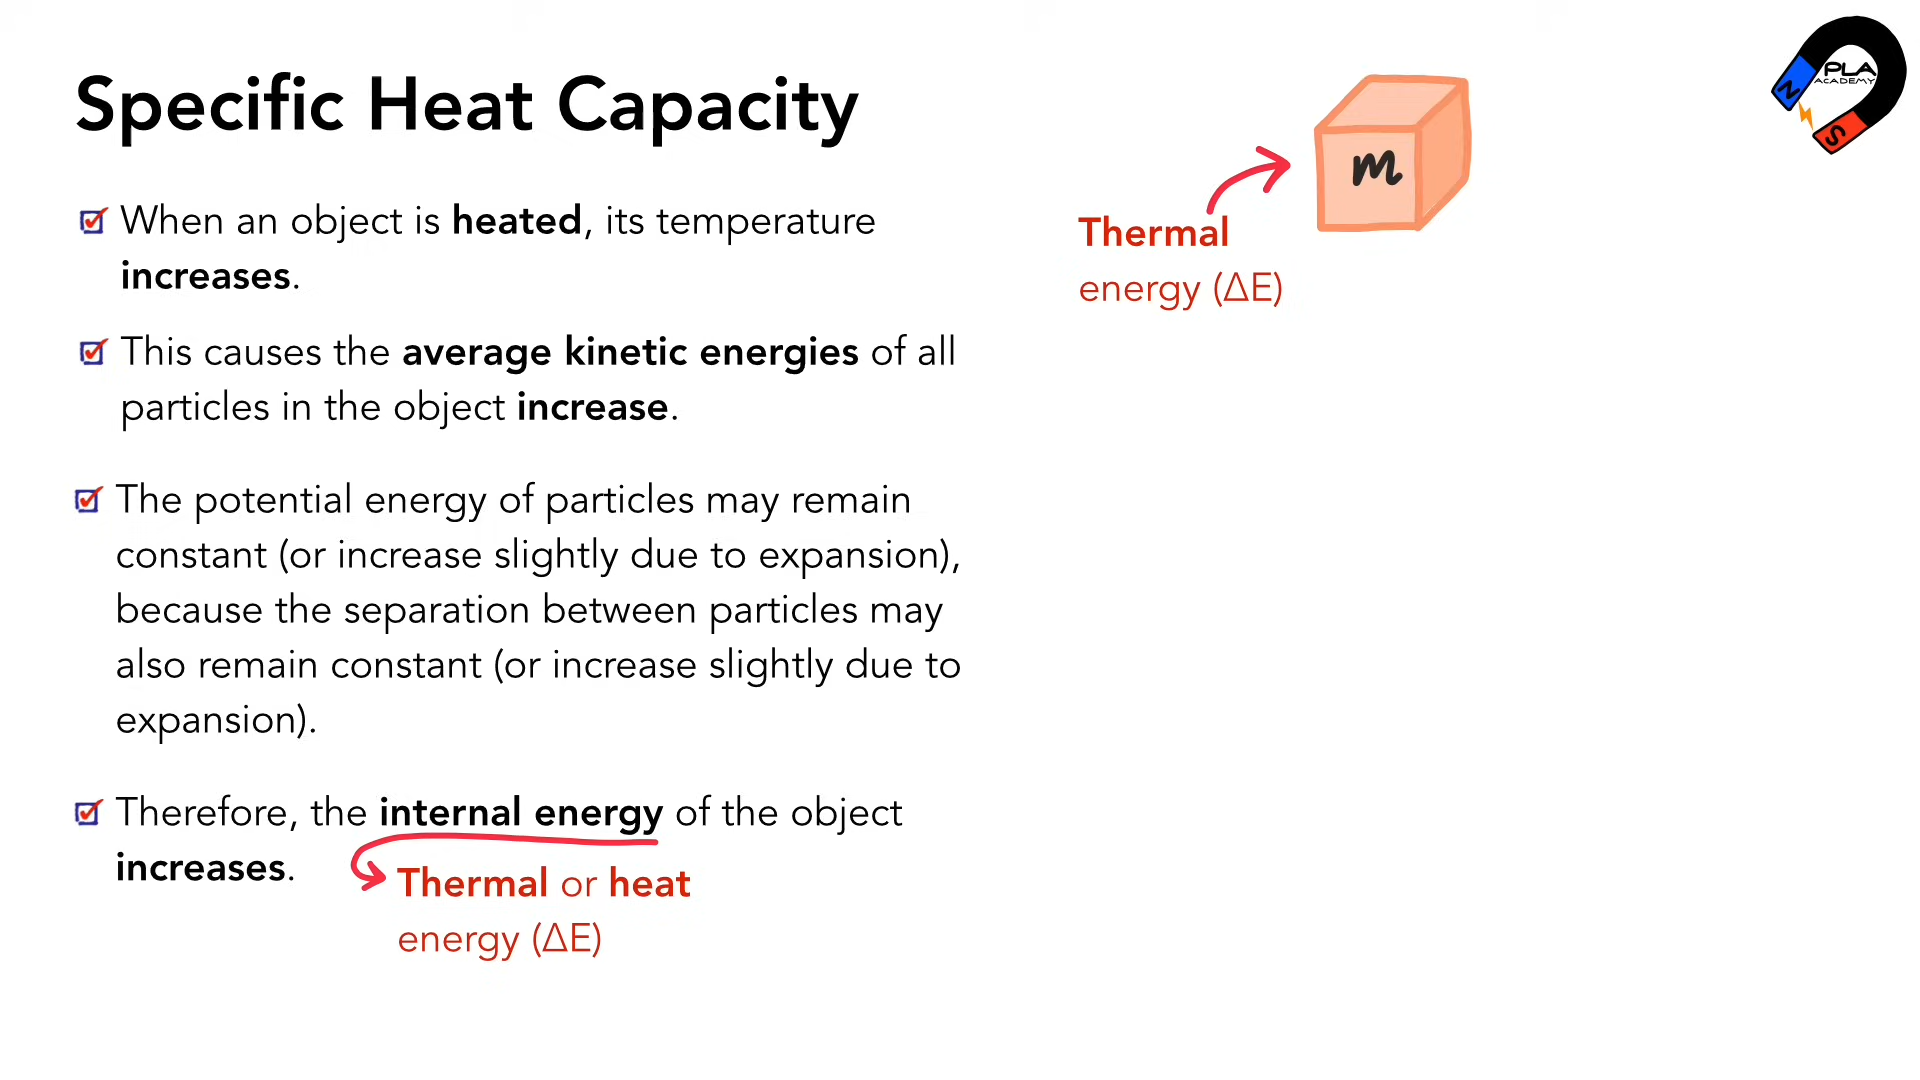 Specific Heat Capacity
When an object is heated, its temperature
increases.
This causes the average kinetic energies of all
particles in the object increase.
The potential energy of particles may remain
constant (or increase slightly due to expansion),
because the separation between particles may
also remain constant (or increase slightly due to
expansion).
Therefore, the internal energy of the object
increases.
Thermal or heat
energy (ΔE)
m
Thermal
energy (ΔE)
PLA
ACADEMY
N
S